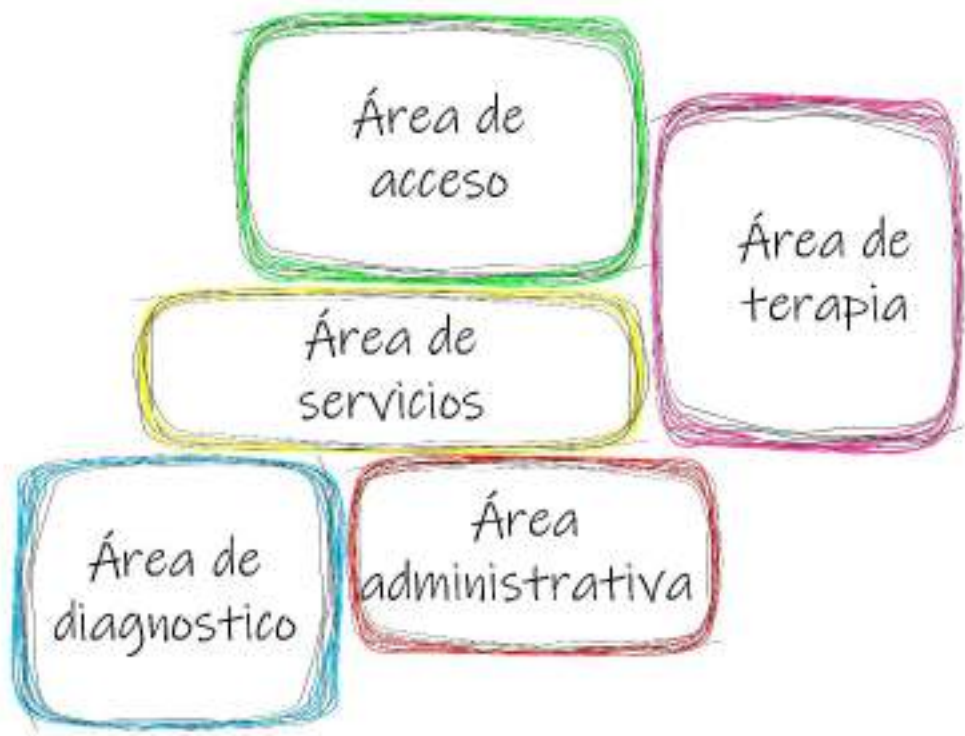 Área de
acceso
Área de
terapia
Área de
servicios
Área de
diagnostico
Área
administrativa